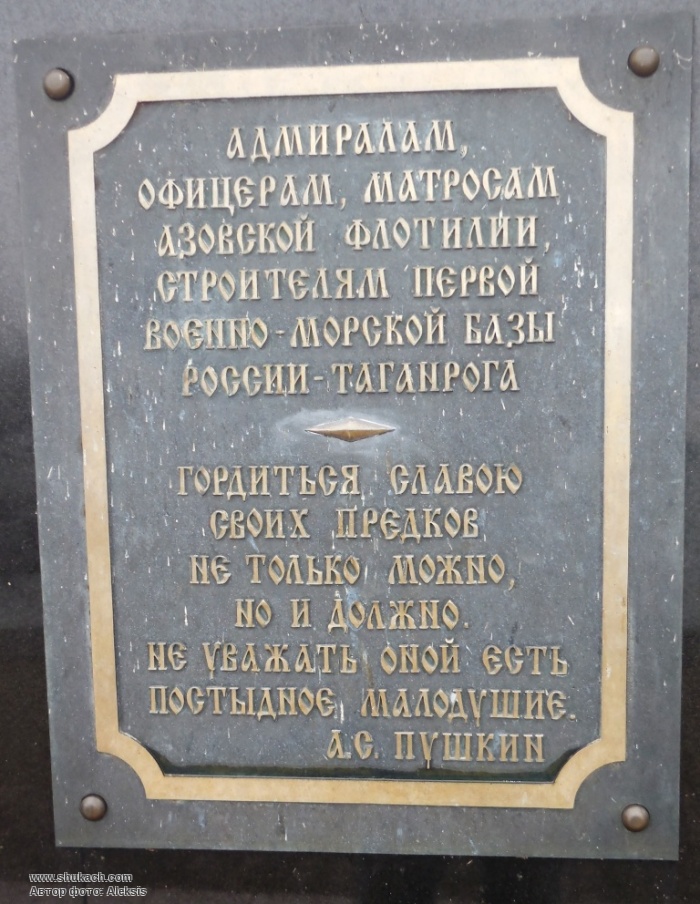 АДМИРАЛАМ,
ОФИЦЕРАМ, МАТРОСАМ
АЗОВСКОЙ ФЛОТИЛИИ,
СТРОИТЕЛЯМ ПЕРВОЙ
ВОЕННО-МОРСКОЙ БАЗЫ
РОССИИ-ТАГАНРОГА
ГОРДИТЬСЯ СЛАВОЮ
СВОИХ ПРЕДКОВ
НЕ ТОЛЬКО МОЖНО,
НО И ДОЛЖНО.
НЕ УВАЖАТЬ ОНОЙ ЕСТЬ
ПОСТЫДНОЕ МАЛОДУШИЕ.
А.С. ПУШКИН
www.shukach.com
Автор фото: Aleksis